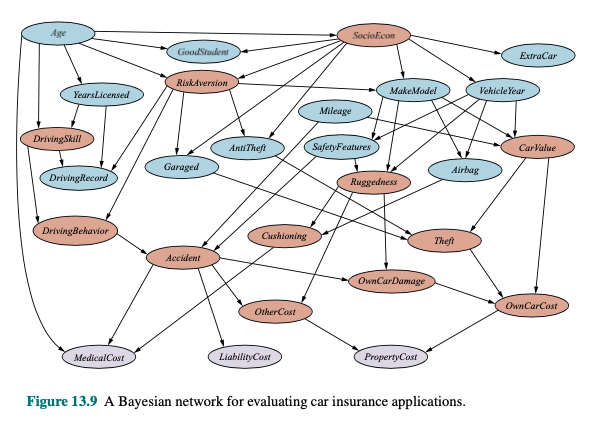 Age
SocioEcon
GoodStudent
ExtraCar
RiskAversion
YearsLicensed
MakeModel
VehicleYear
Mileage
DrivingSkill
AntiTheft
SafetyFeatures
CarValue
Garaged
Airbag
DrivingRecord
Ruggedness
DrivingBehavior
Cushioning
Theft
Accident
OwnCarDamage
OtherCost
OwnCarCost
MedicalCost
LiabilityCost
PropertyCost
Figure 13.9 A Bayesian network for evaluating car insurance applications.